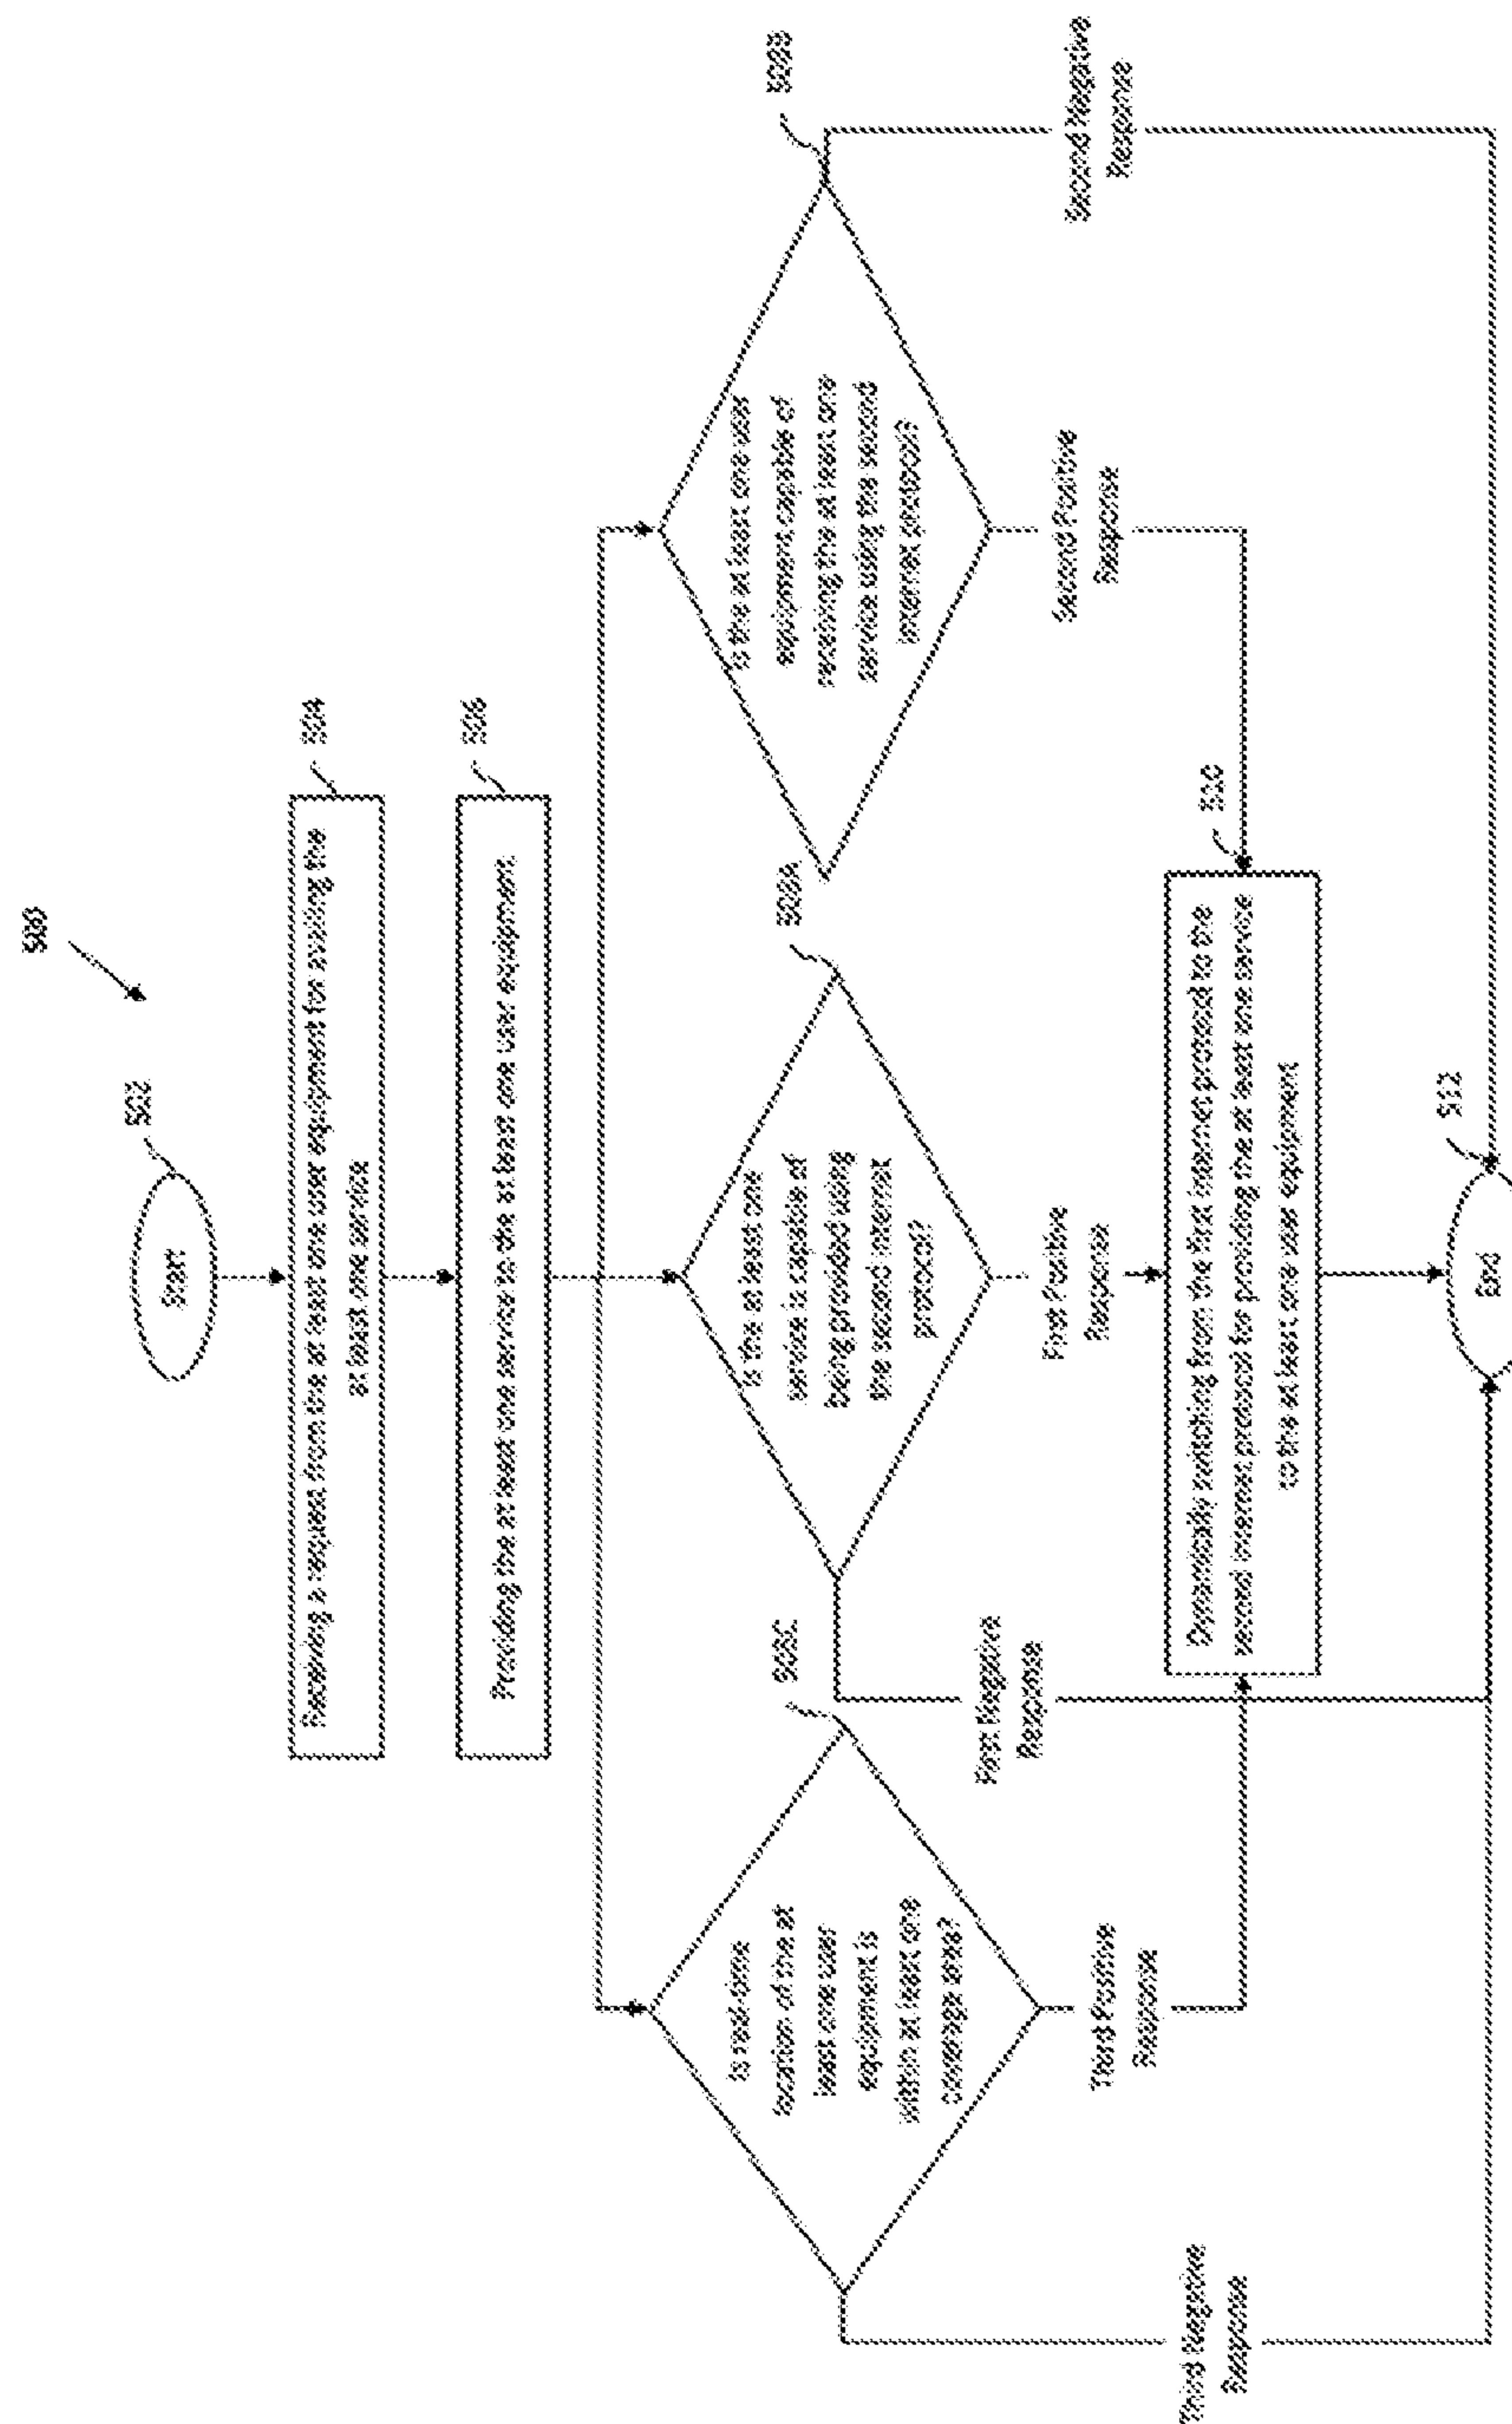 500
502
Start
504
Receiving a request from the at least one user equipment for availing the
at least one service
506
Providing the at least one service to the at least one user equipment
508C
Is real-time
location of the at
least one user
equipment is
within at least one
coverage area?
508A
Is the at least one
service is capable of
being provided using
the second internet
protocol?
508B
Is the at least one user
equipment capable of
receiving the at least one
service using the second
internet protocol?
Third Negative
Response
Third Positive
Response
First Negative
Response
First Positive
Response
Second Positive
Response
Second Negative
Response
510
Dynamically switching from the first internet protocol to the
second internet protocol for providing the at least one service
to the at least one user equipment
512
End